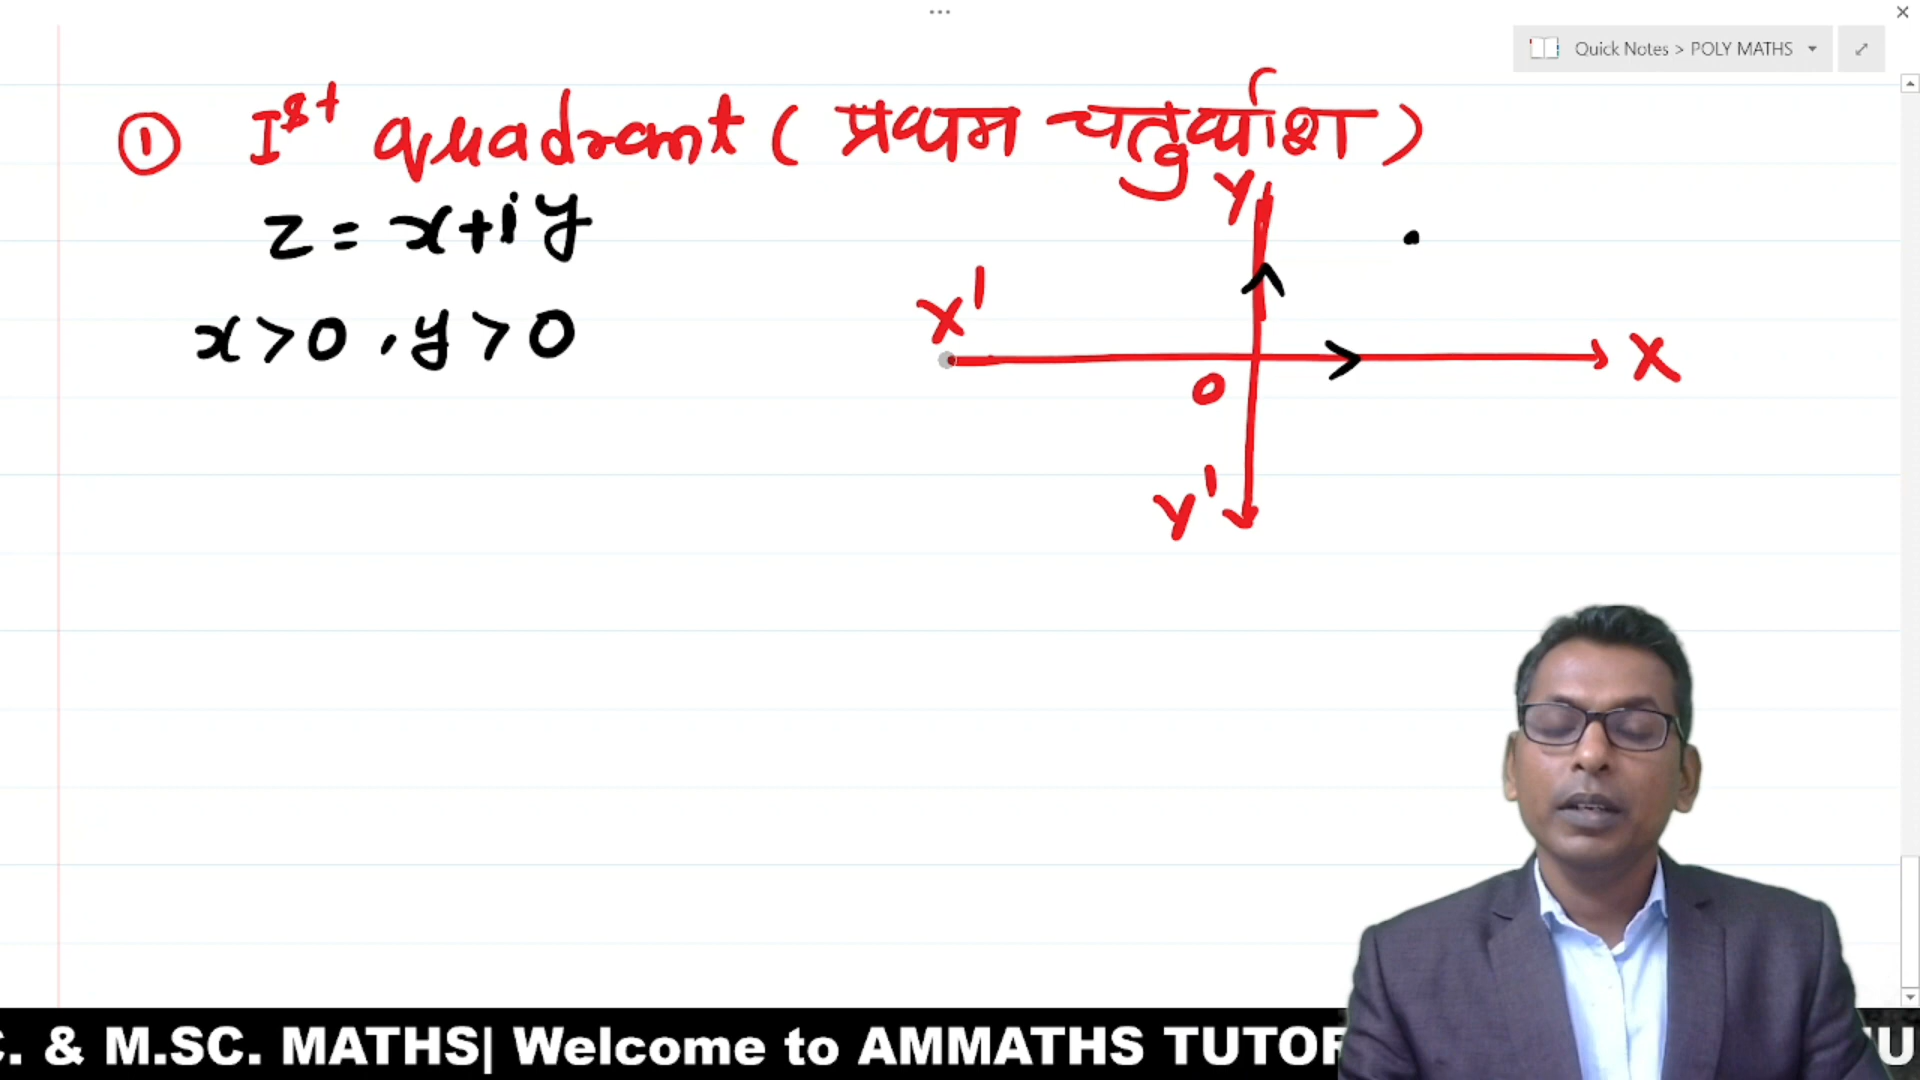 Quick Notes > POLY MATHS
① Ist quadrant ( प्रथम चतुर्थांश )
z = x+iy
x>0 , y>0
Y
X'
O
X
Y'
C. & M.SC. MATHS| Welcome to AMMATHS TUTOR